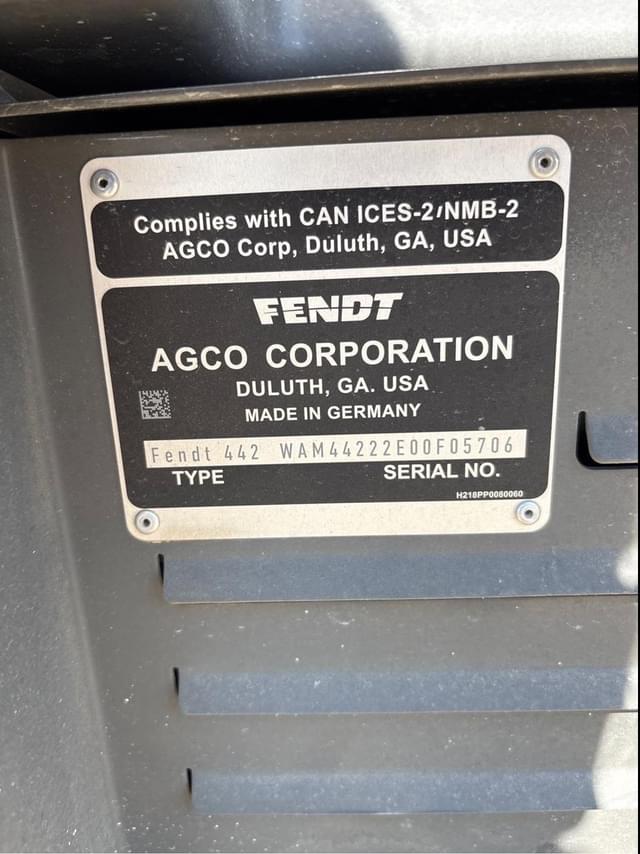 Complies with CAN ICES-2/NMB-2
AGCO Corp, Duluth, GA, USA
FENDT
AGCO CORPORATION
DULUTH, GA. USA
MADE IN GERMANY
Fendt 442 WAM44222E00F05706
TYPE SERIAL NO.
H218PP0080060